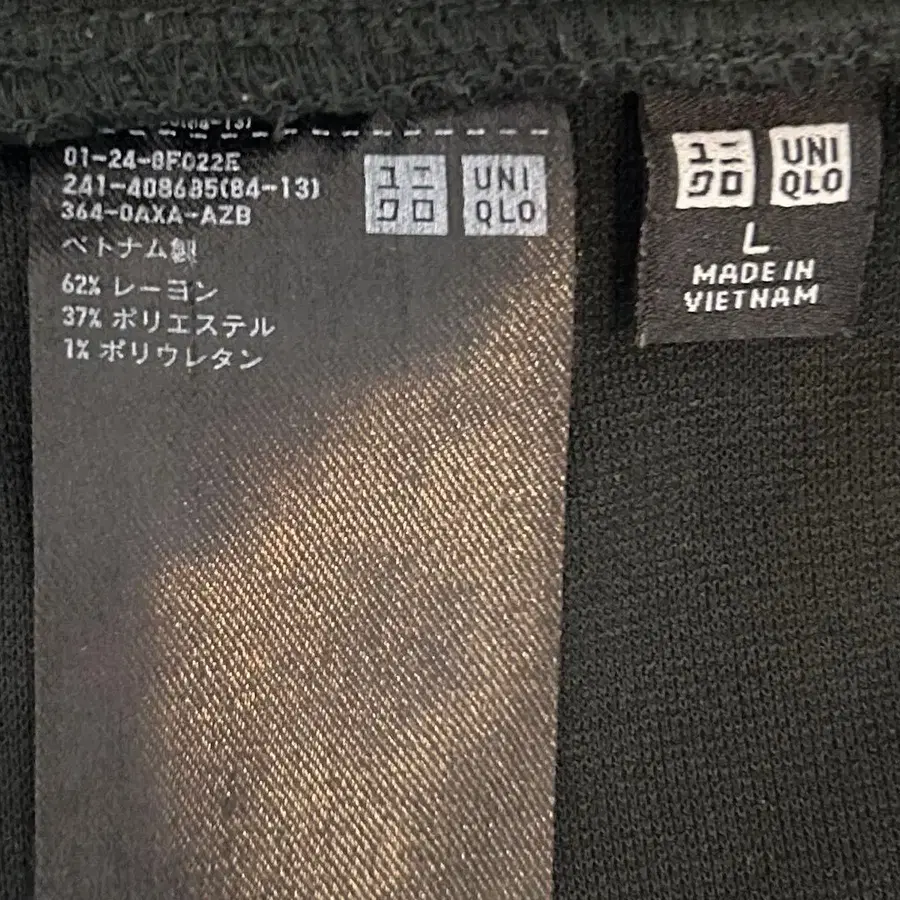 01-24-8F022E
241-408685(84-13)
364-0AXA-AZB
ベトナム製
62% レーヨン
37% ポリエステル
1% ポリウレタン
ユニ
クロ
UNI
QLO
ユニ
クロ
UNI
QLO
L
MADE IN
VIETNAM